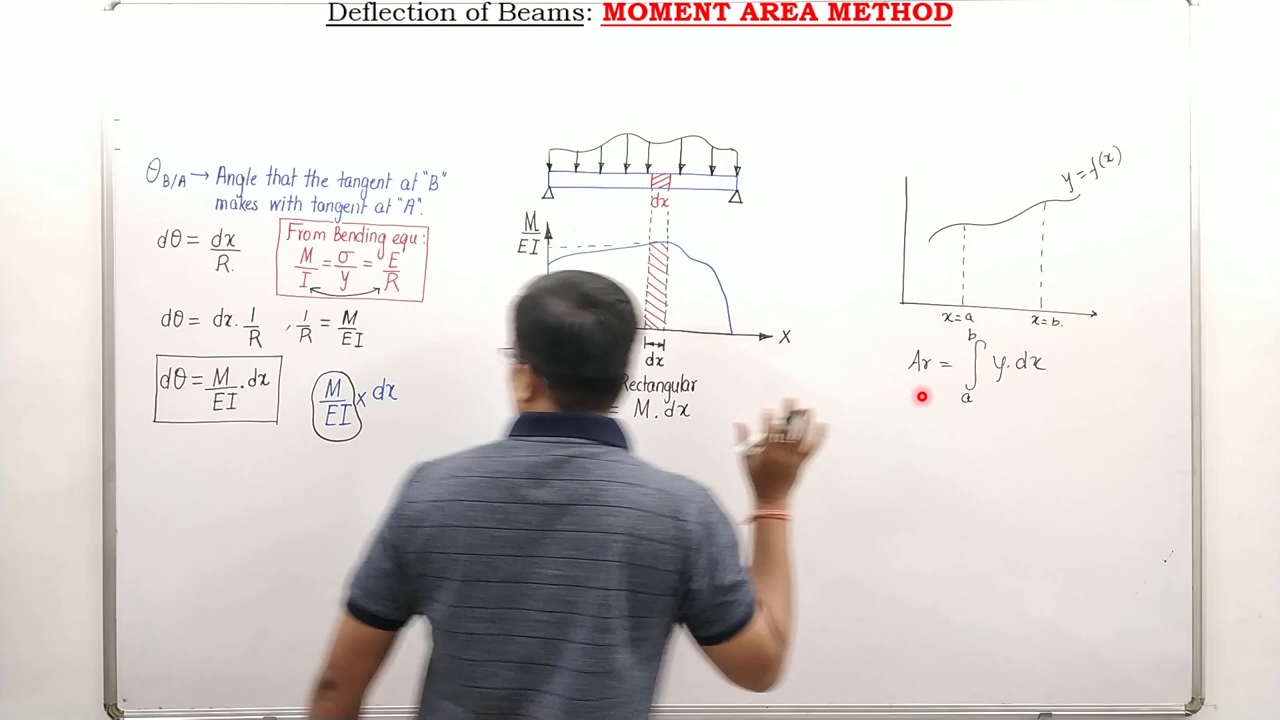 Deflection of Beams: MOMENT AREA METHOD
θ B/A → Angle that the tangent at "B"
makes with tangent at "A".
dθ = dx/R.
From Bending equ:
M/I = σ/y = E/R
dθ = dx. 1/R , 1/R = M/EI
dθ = M/EI .dx
M/EI x dx
dx
M/EI
X
dx
Rectangular
= M. dx
y = f(x)
x = a
x = b.
Ar = ∫ₐᵇ y. dx